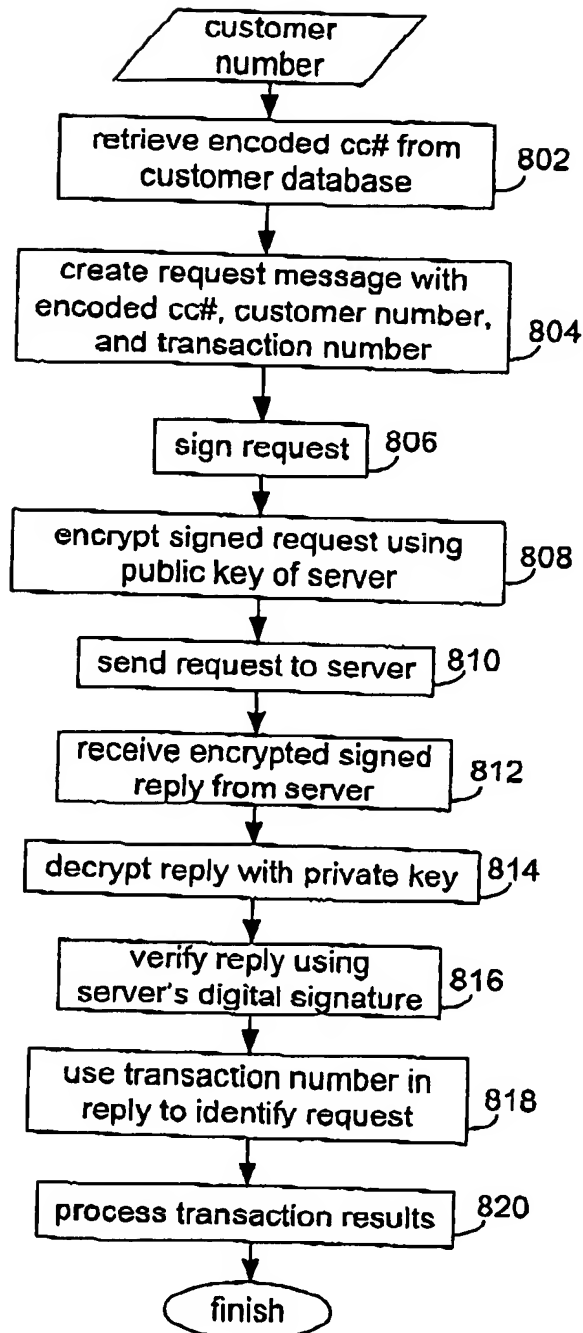 customer
number
retrieve encoded cc# from
customer database
802
create request message with
encoded cc#, customer number,
and transaction number
804
sign request
806
encrypt signed request using
public key of server
808
send request to server
810
receive encrypted signed
reply from server
812
decrypt reply with private key
814
verify reply using
server's digital signature
816
use transaction number in
reply to identify request
818
process transaction results
820
finish